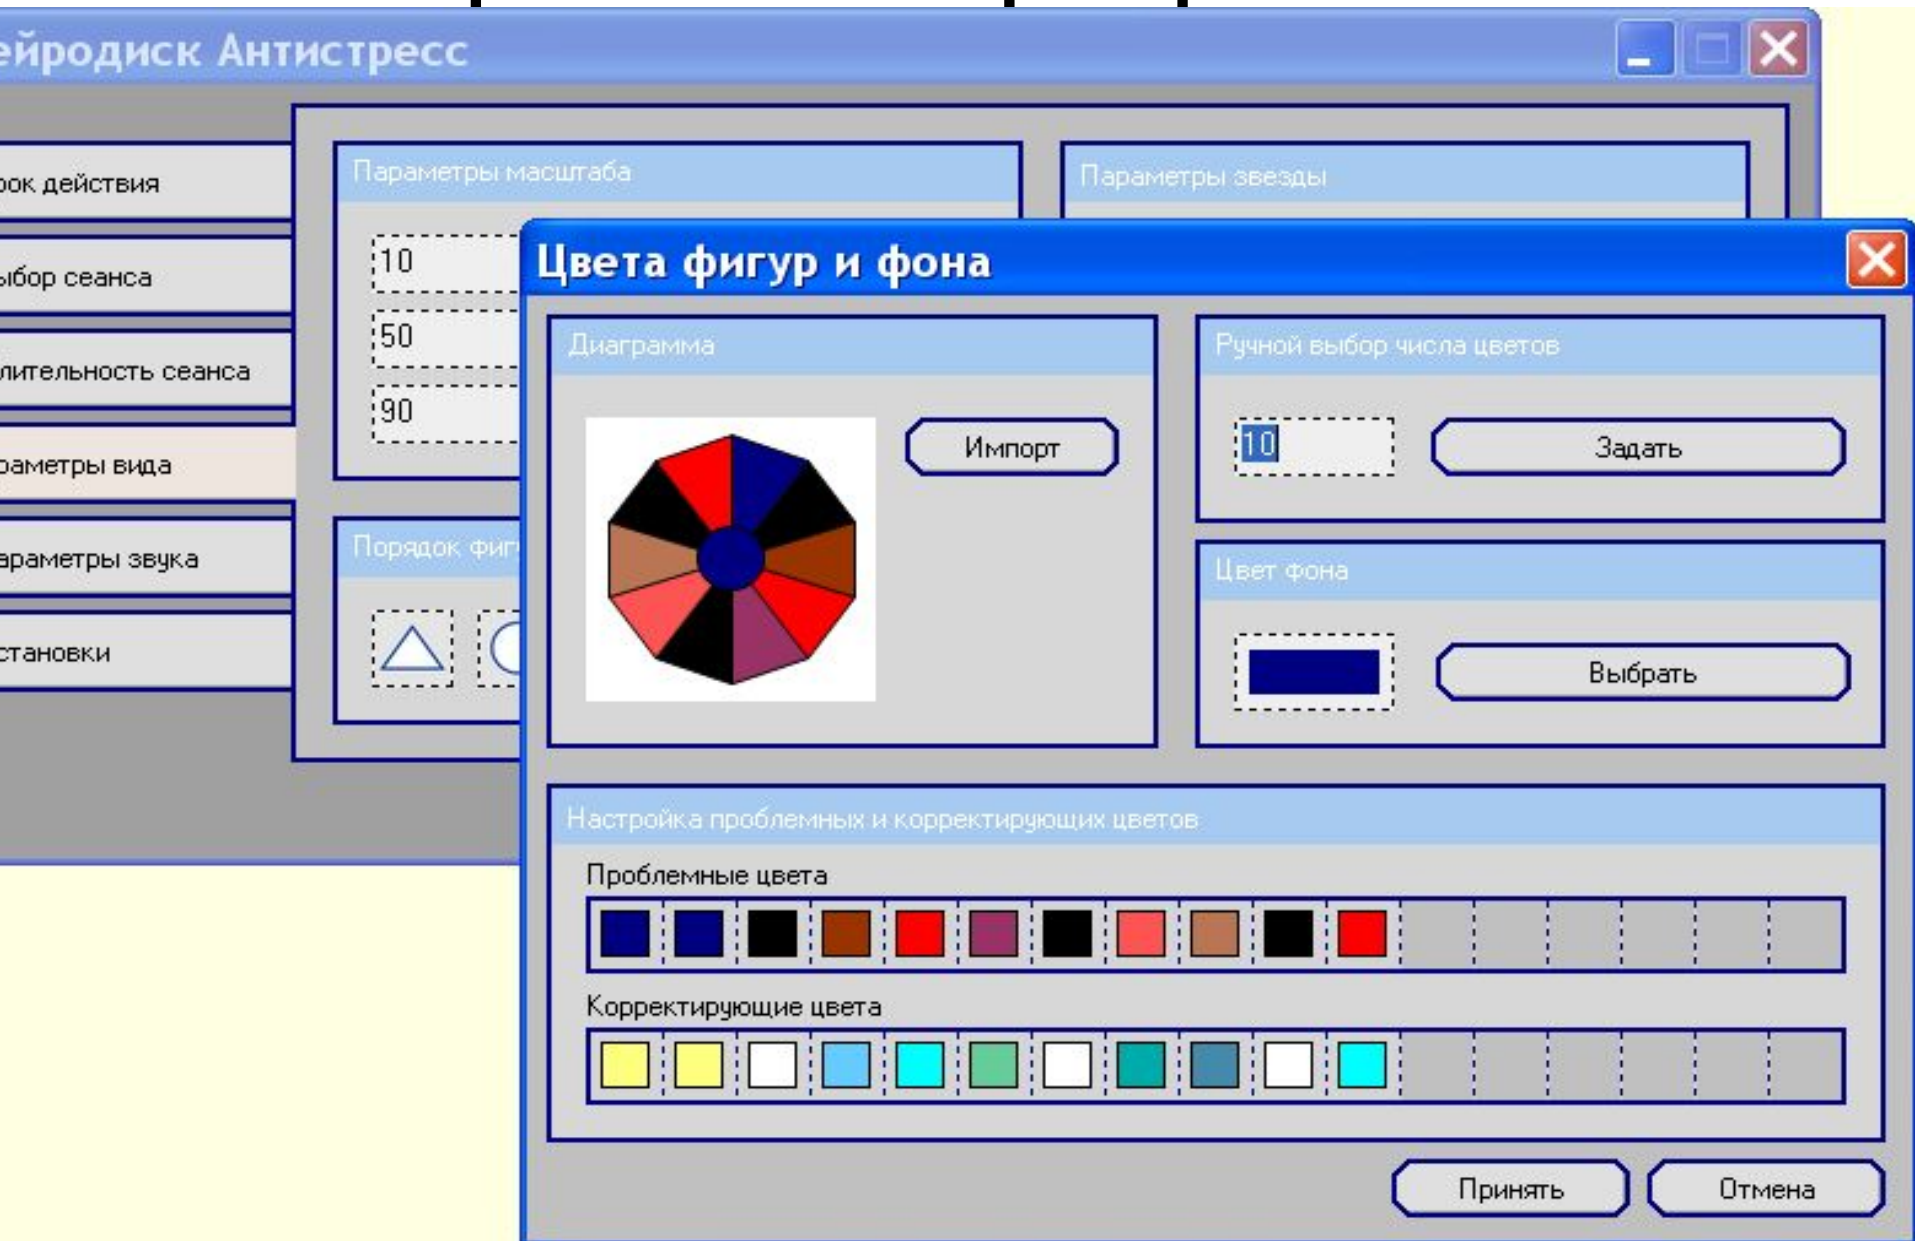 ейродиск Антистресс
рок действия
ыбор сеанса
лительность сеанса
раметры вида
араметры звука
становки
Параметры масштаба
10
50
90
Параметры звезды
Порядок фиг
Цвета фигур и фона
Диаграмма
Импорт
Ручной выбор числа цветов
10
Задать
Цвет фона
Выбрать
Настройка проблемных и корректирующих цветов
Проблемные цвета
Корректирующие цвета
Принять
Отмена